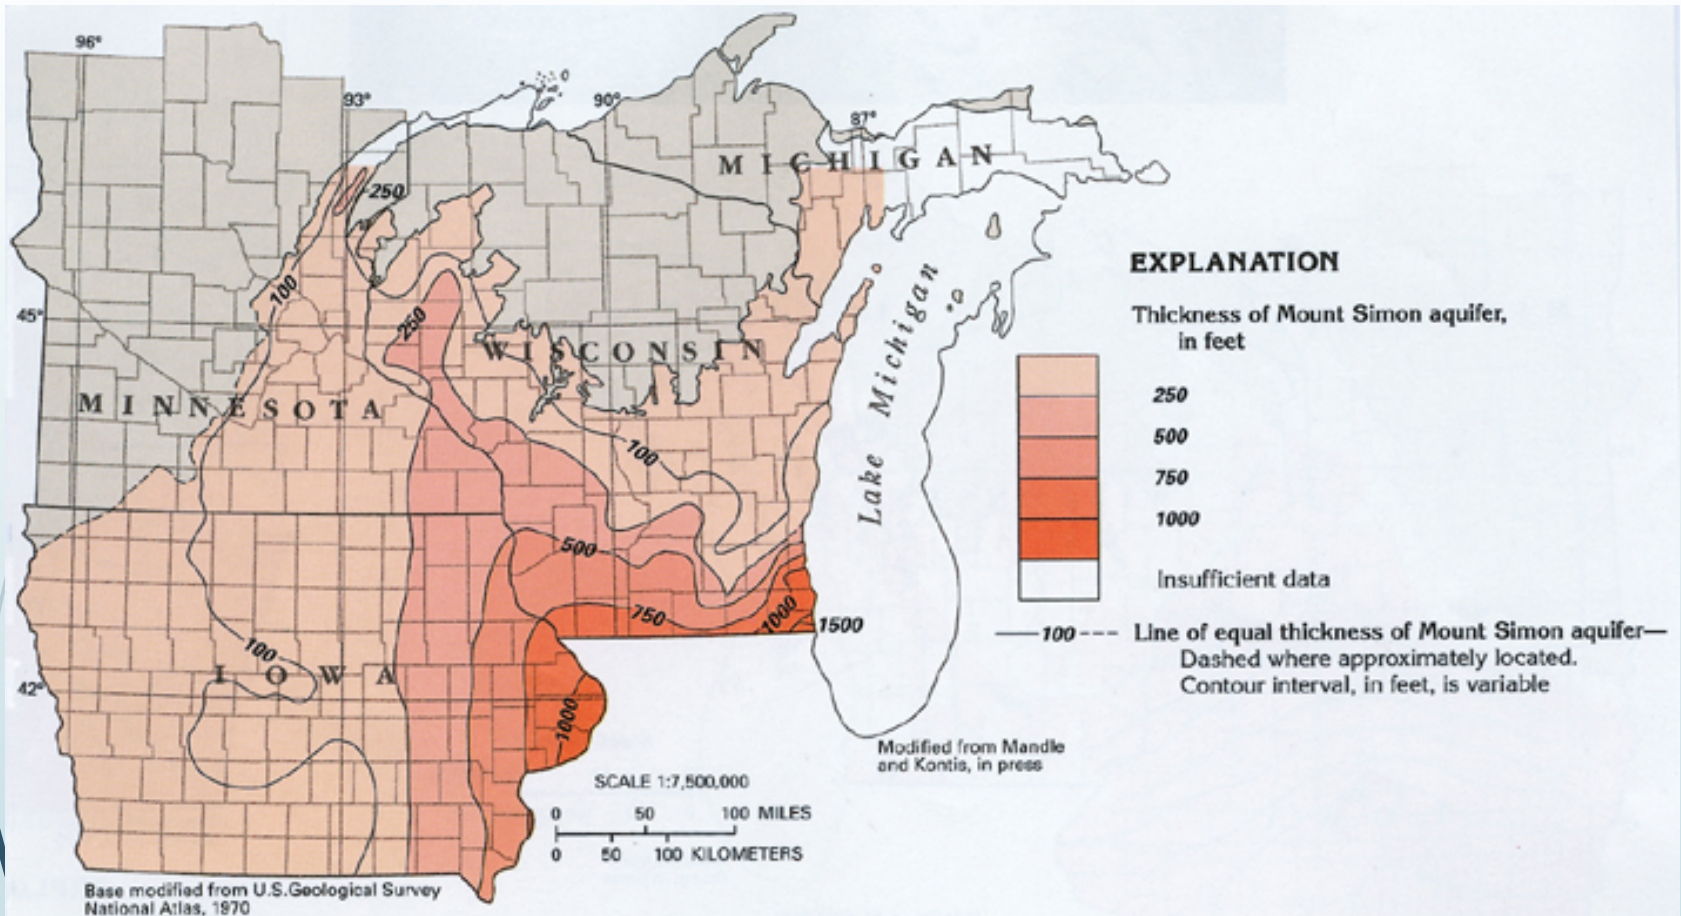 96°
93°
90°
87°
MICHIGAN
250
100
45°
250
WISCONSIN
MINNESOTA
100
Lake Michigan
500
750
1000
1500
100
IOWA
42°
1000
EXPLANATION
Thickness of Mount Simon aquifer,
in feet
250
500
750
1000
Insufficient data
100
Line of equal thickness of Mount Simon aquifer—
Dashed where approximately located.
Contour interval, in feet, is variable
Modified from Mandle
and Kontis, in press
SCALE 1:7,500,000
0 50 100 MILES
0 50 100 KILOMETERS
Base modified from U.S.Geological Survey
National Atlas, 1970